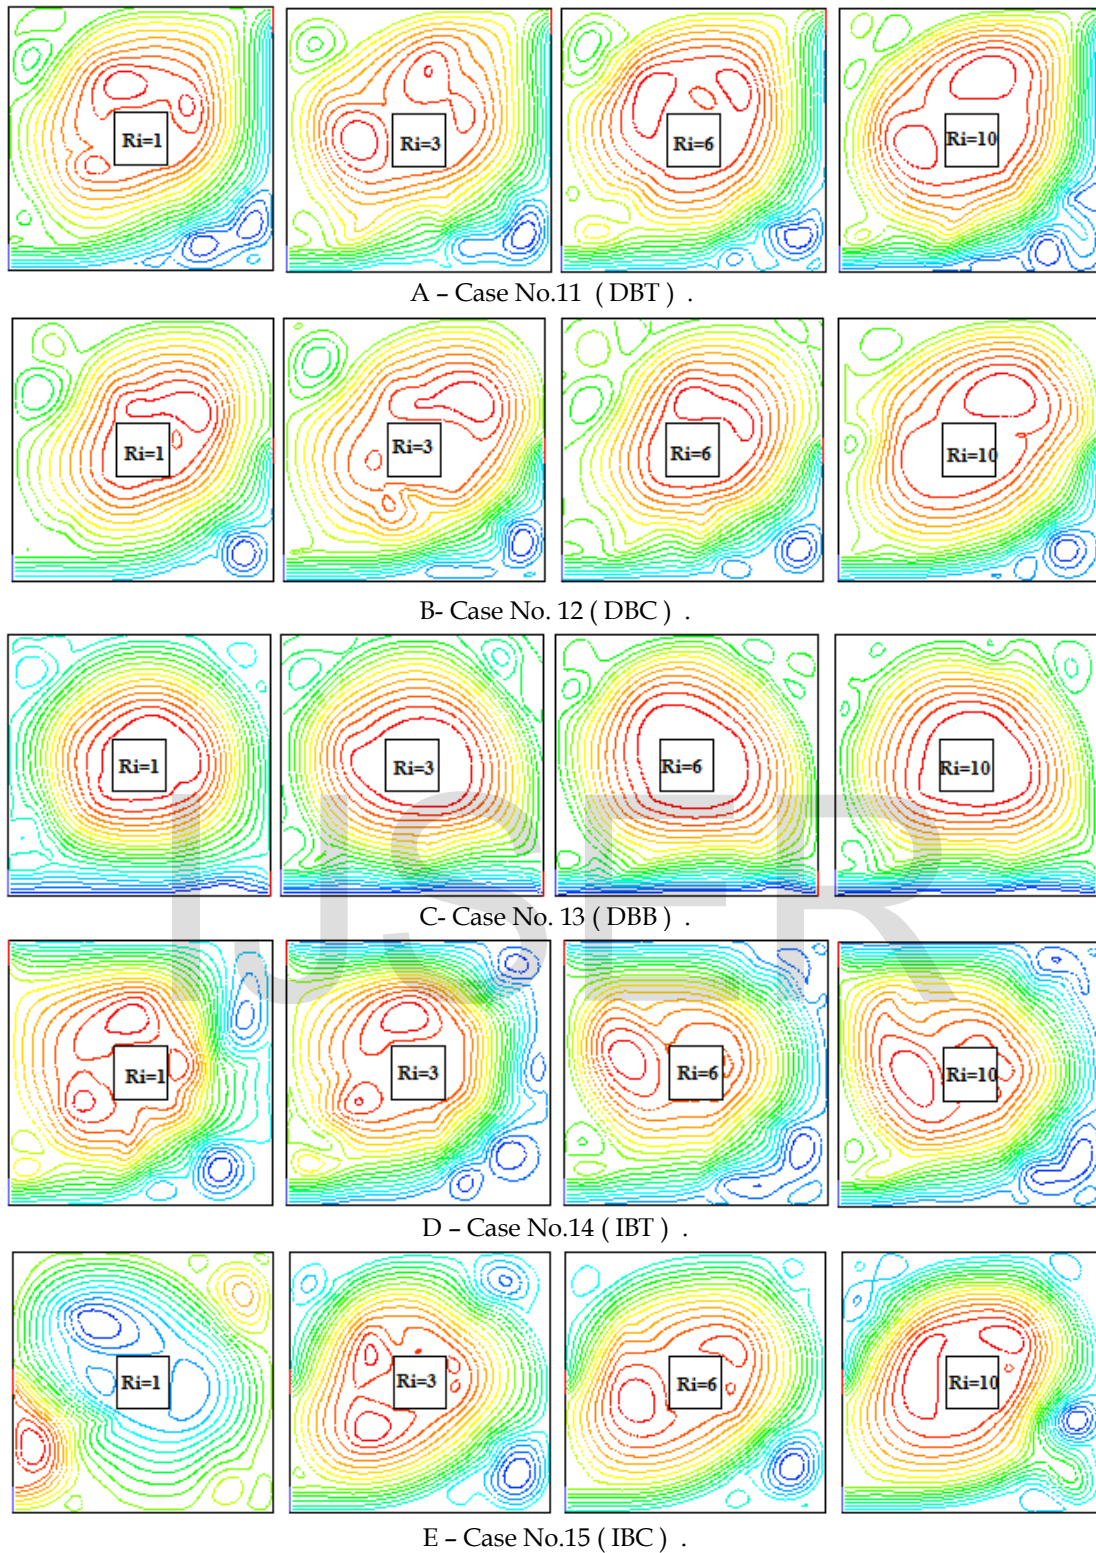 Ri=1
Ri=3
Ri=6
Ri=10
A – Case No.11 ( DBT ) .
Ri=1
Ri=3
Ri=6
Ri=10
B- Case No. 12 ( DBC ) .
Ri=1
Ri=3
Ri=6
Ri=10
C- Case No. 13 ( DBB ) .
Ri=1
Ri=3
Ri=6
Ri=10
D – Case No.14 ( IBT ) .
Ri=1
Ri=3
Ri=6
Ri=10
E – Case No.15 ( IBC ) .
IJSER